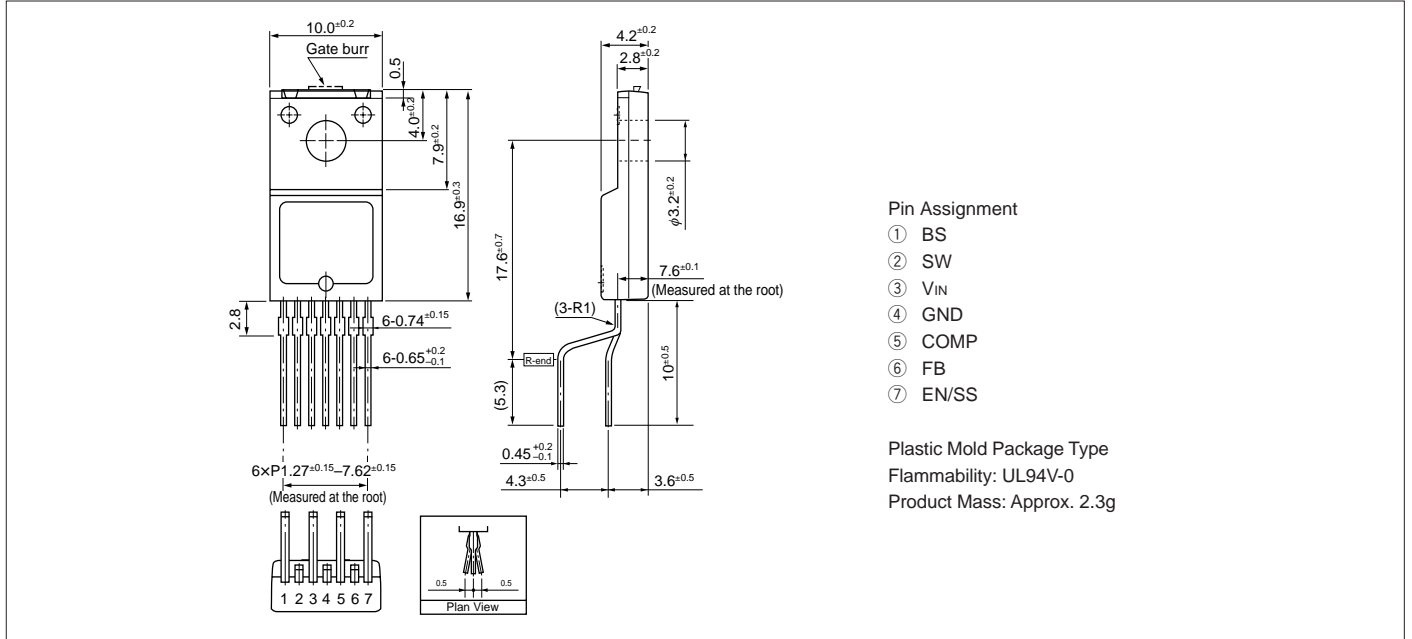 10.0±0.2
Gate burr
0.5
4.0±0.2
7.9±0.2
16.9±0.3
2.8
6-0.74±0.15
6-0.65+0.2−0.1
6×P1.27±0.15–7.62±0.15
(Measured at the root)
1 2 3 4 5 6 7
4.2±0.2
2.8±0.2
17.6±0.7
φ3.2±0.2
7.6±0.1
(Measured at the root)
(3-R1)
R-end
(5.3)
10±0.5
0.45+0.2−0.1
4.3±0.5
3.6±0.5
0.5
0.5
Plan View
Pin Assignment
① BS
② SW
③ VIN
④ GND
⑤ COMP
⑥ FB
⑦ EN/SS
Plastic Mold Package Type
Flammability: UL94V-0
Product Mass: Approx. 2.3g